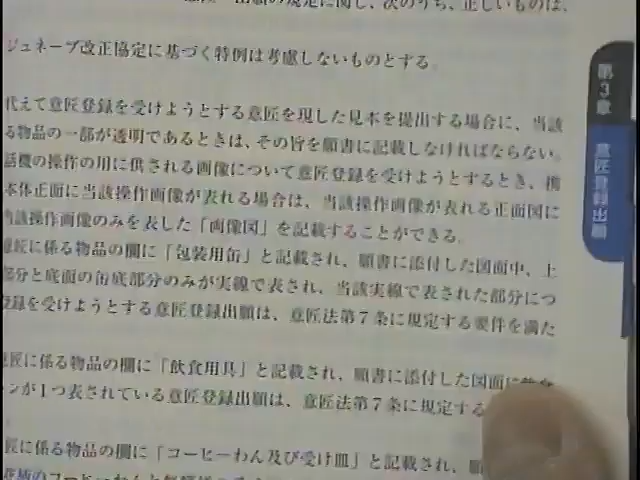 出願の規定に関し、次のうち、正しいものは、
ジュネーブ改正協定に基づく特例は考慮しないものとする。
代えて意匠登録を受けようとする意匠を現した見本を提出する場合に、当該
る物品の一部が透明であるときは、その旨を願書に記載しなければならない。
話機の操作の用に供される画像について意匠登録を受けようとするとき、携
本体正面に当該操作画像が表れる場合は、当該操作画像が表れる正面図に
当該操作画像のみを表した「画像図」を記載することができる。
意匠に係る物品の欄に「包装用缶」と記載され、願書に添付した図面中、上
部分と底面の缶底部分のみが実線で表され、当該実線で表された部分につ
登録を受けようとする意匠登録出願は、意匠法第7条に規定する要件を満た
意匠に係る物品の欄に「飲食用具」と記載され、願書に添付した図面に
ンが1つ表されている意匠登録出願は、意匠法第7条に規定する
匠に係る物品の欄に「コーヒーわん及び受け皿」と記載され、願
第3章
意匠登録出願